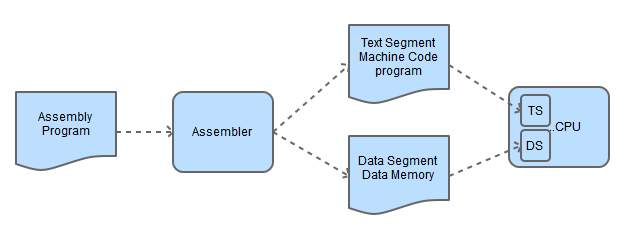 Assembly
Program
Assembler
Text Segment
Machine Code
program
Data Segment
Data Memory
TS
DS
..CPU